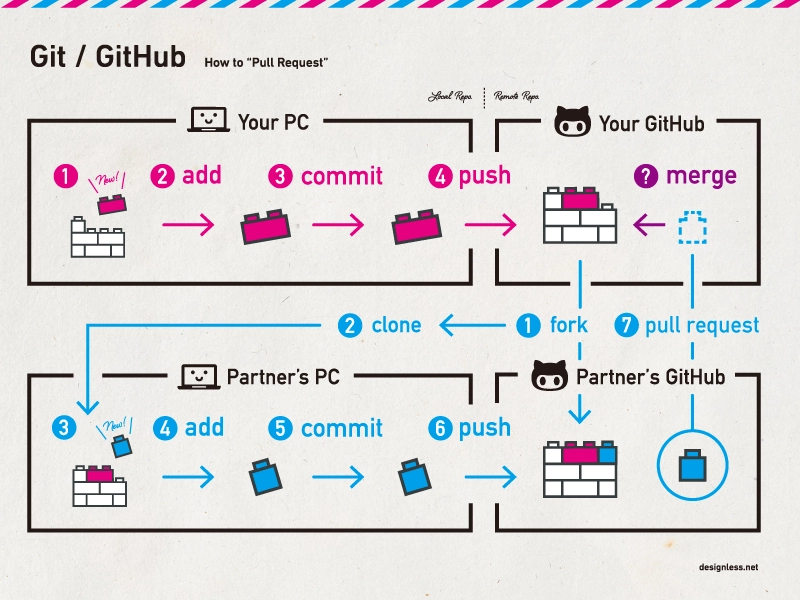 Git / GitHub How to “Pull Request”
Local Repo. Remote Repo.
Your PC
Your GitHub
1 New! 2 add 3 commit 4 push
? merge
2 clone 1 fork 7 pull request
Partner’s PC
Partner’s GitHub
3 New! 4 add 5 commit 6 push
designless.net